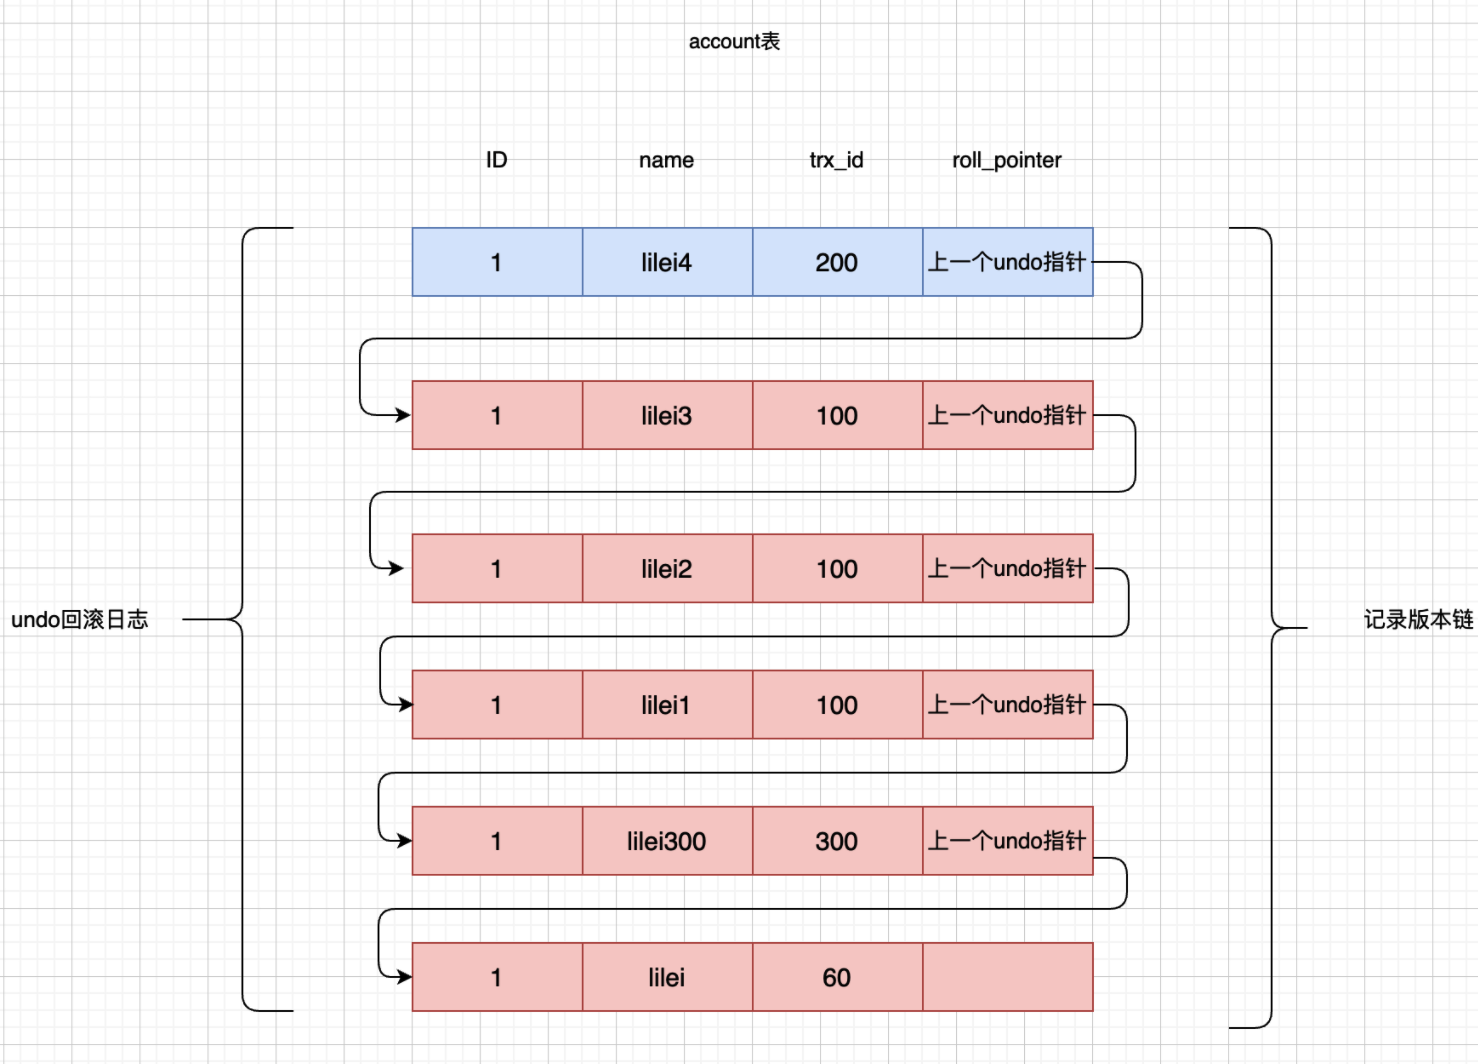 account表
ID name trx_id roll_pointer
1 lilei4 200 上一个undo指针
1 lilei3 100 上一个undo指针
1 lilei2 100 上一个undo指针
undo回滚日志
记录版本链
1 lilei1 100 上一个undo指针
1 lilei300 300 上一个undo指针
1 lilei 60